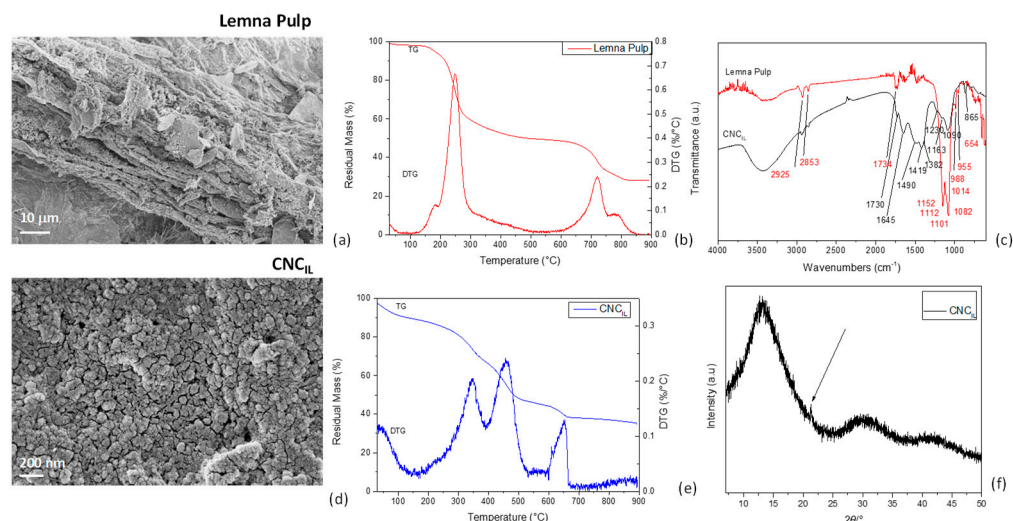 Lemna Pulp
10 μm
(a)
TG
Lemna Pulp
DTG
Residual Mass (%)
100
80
60
40
20
0
0.8
0.7
0.6
0.5
0.4
0.3
0.2
0.1
0.0
DTG (%/°C)
100 200 300 400 500 600 700 800 900
Temperature (°C)
(b)
Transmittance (a.u.)
Lemna Pulp
CNC_IL
2925
2853
1734
1730
1645
1490
1419
1382
1230
1163
1090
1152
1112
1101
865
654
955
988
1014
1082
4000 3500 3000 2500 2000 1500 1000
Wavenumbers (cm⁻¹)
(c)
CNC_IL
200 nm
(d)
TG
CNC_IL
DTG
Residual Mass (%)
100
80
60
40
20
0
0.3
0.2
0.2
0.1
0.1
0.0
DTG (%/°C)
100 200 300 400 500 600 700 800 900
Temperature (°C)
(e)
Intensity (a.u)
CNC_IL
10 15 20 25 30 35 40 45 50
2θ/°
(f)